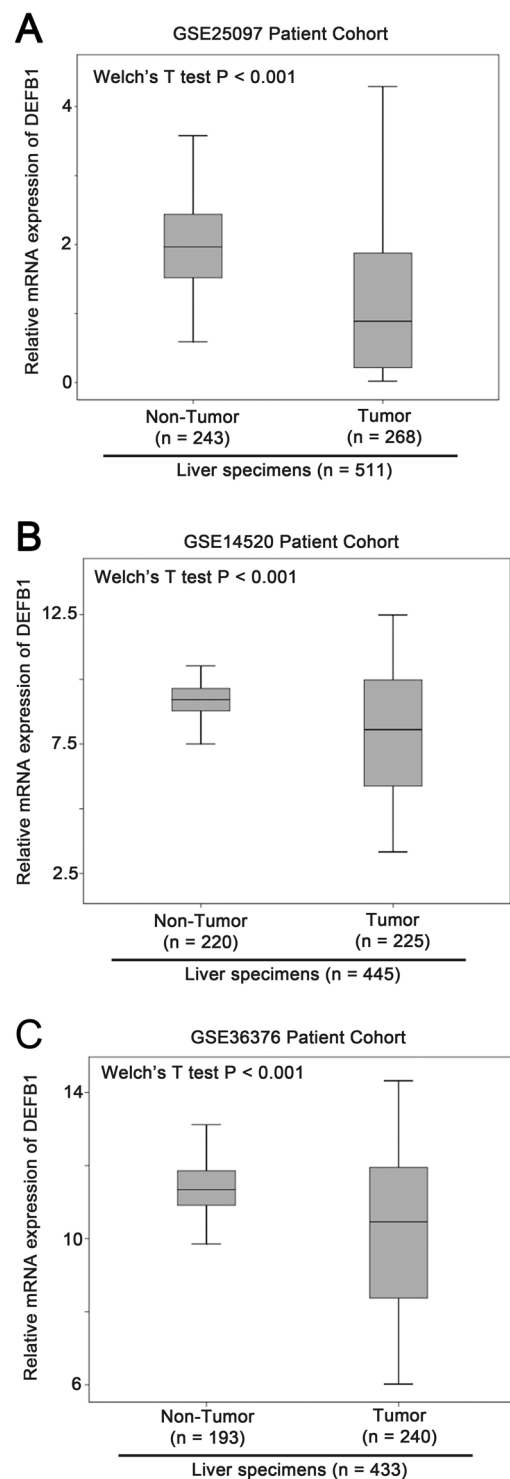 A
GSE25097 Patient Cohort
Welch's T test P < 0.001
Relative mRNA expression of DEFB1
4
2
0
Non-Tumor Tumor
(n = 243) (n = 268)
Liver specimens (n = 511)
B
GSE14520 Patient Cohort
Welch's T test P < 0.001
Relative mRNA expression of DEFB1
12.5
7.5
2.5
Non-Tumor Tumor
(n = 220) (n = 225)
Liver specimens (n = 445)
C
GSE36376 Patient Cohort
Welch's T test P < 0.001
Relative mRNA expression of DEFB1
14
10
6
Non-Tumor Tumor
(n = 193) (n = 240)
Liver specimens (n = 433)